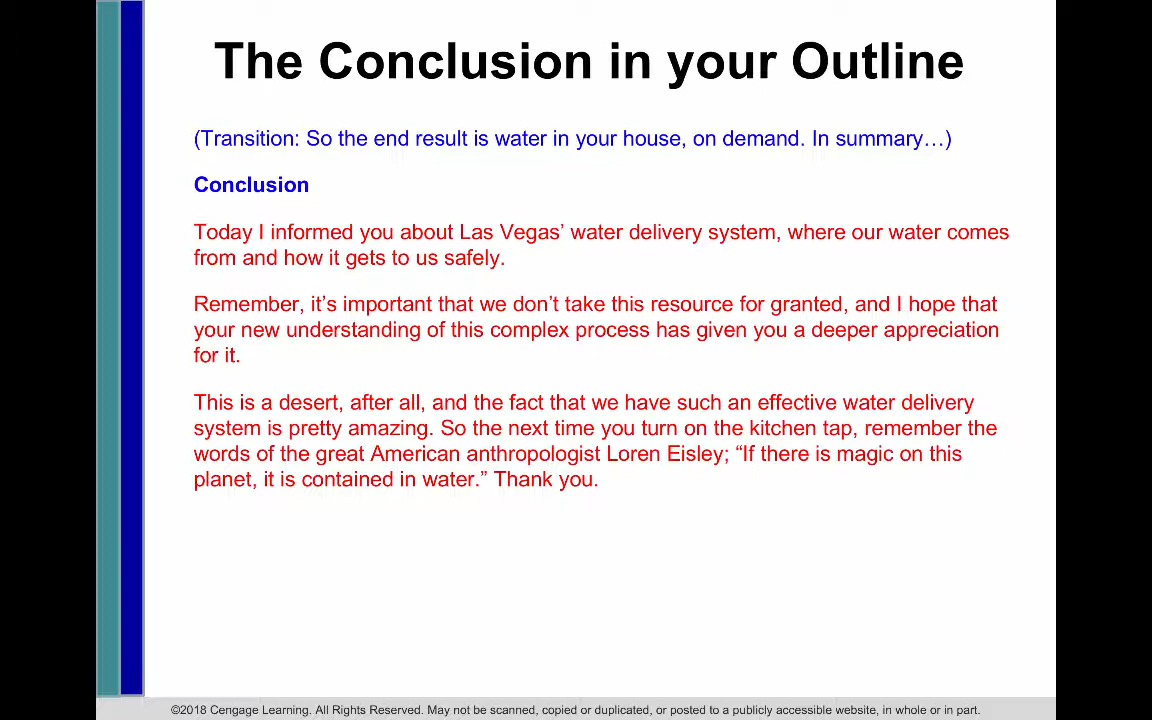 The Conclusion in your Outline
(Transition: So the end result is water in your house, on demand. In summary…)
Conclusion
Today I informed you about Las Vegas’ water delivery system, where our water comes
from and how it gets to us safely.
Remember, it’s important that we don’t take this resource for granted, and I hope that
your new understanding of this complex process has given you a deeper appreciation
for it.
This is a desert, after all, and the fact that we have such an effective water delivery
system is pretty amazing. So the next time you turn on the kitchen tap, remember the
words of the great American anthropologist Loren Eisley; “If there is magic on this
planet, it is contained in water.” Thank you.
©2018 Cengage Learning. All Rights Reserved. May not be scanned, copied or duplicated, or posted to a publicly accessible website, in whole or in part.